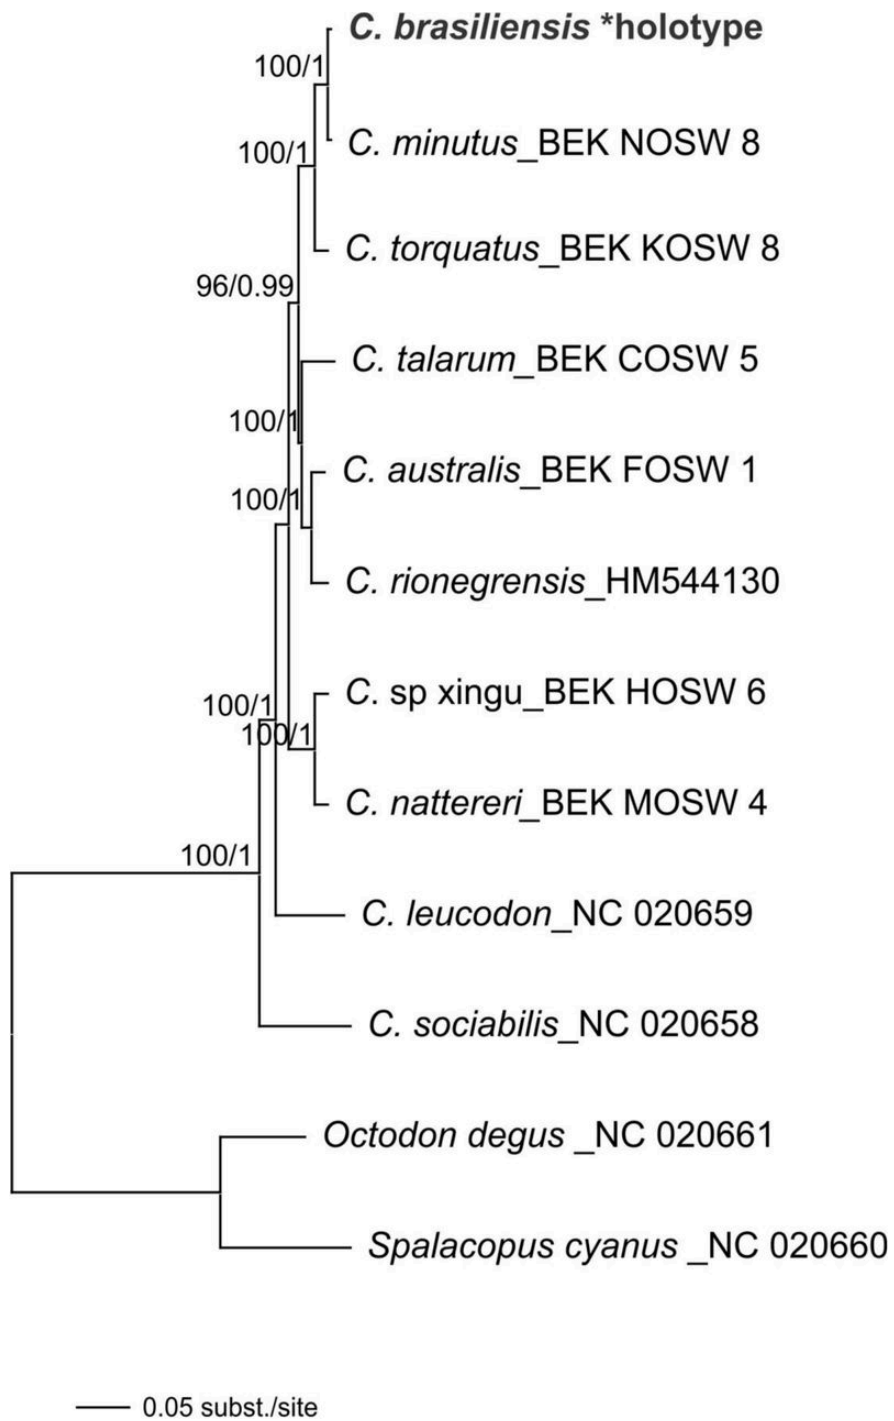 C. brasiliensis *holotype
100/1
C. minutus_BEK NOSW 8
100/1
C. torquatus_BEK KOSW 8
96/0.99
C. talarum_BEK COSW 5
100/1
C. australis_BEK FOSW 1
100/1
C. rionegrensis_HM544130
C. sp xingu_BEK HOSW 6
100/1
100/1
C. nattereri_BEK MOSW 4
100/1
C. leucodon_NC 020659
C. sociabilis_NC 020658
Octodon degus _NC 020661
Spalacopus cyanus _NC 020660
0.05 subst./site